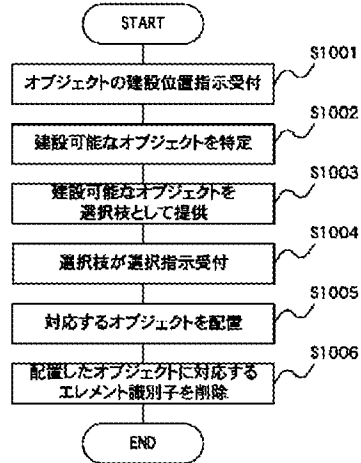 START
S1001
オブジェクトの建設位置指示受付
S1002
建設可能なオブジェクトを特定
S1003
建設可能なオブジェクトを
選択枝として提供
S1004
選択枝が選択指示受付
S1005
対応するオブジェクトを配置
S1006
配置したオブジェクトに対応する
エレメント識別子を削除
END